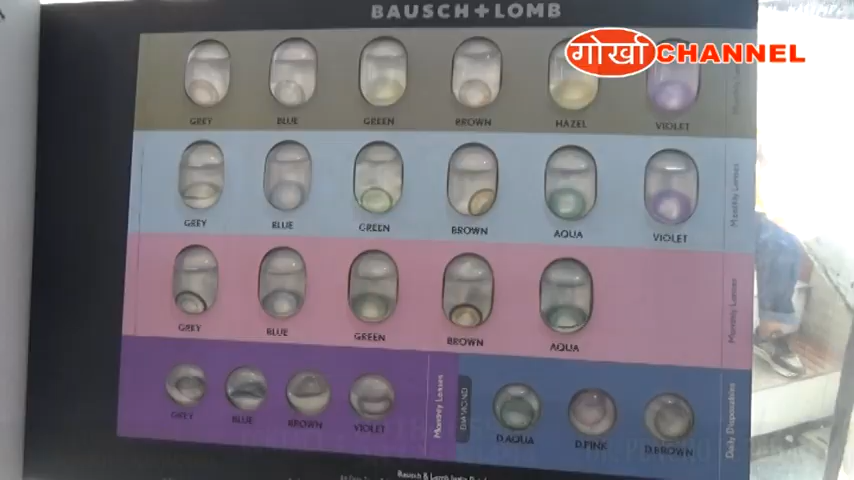 BAUSCH+LOMB
गोर्खा CHANNEL
GREY BLUE GREEN BROWN HAZEL VIOLET
GREY BLUE GREEN BROWN AQUA VIOLET
Monthly Lenses
GREY BLUE GREEN BROWN AQUA
Monthly Lenses
GREY BLUE BROWN VIOLET
Monthly Lenses
DIAMOND
D.AQUA D.PINK D.BROWN
Daily Disposables
Bausch & Lomb India